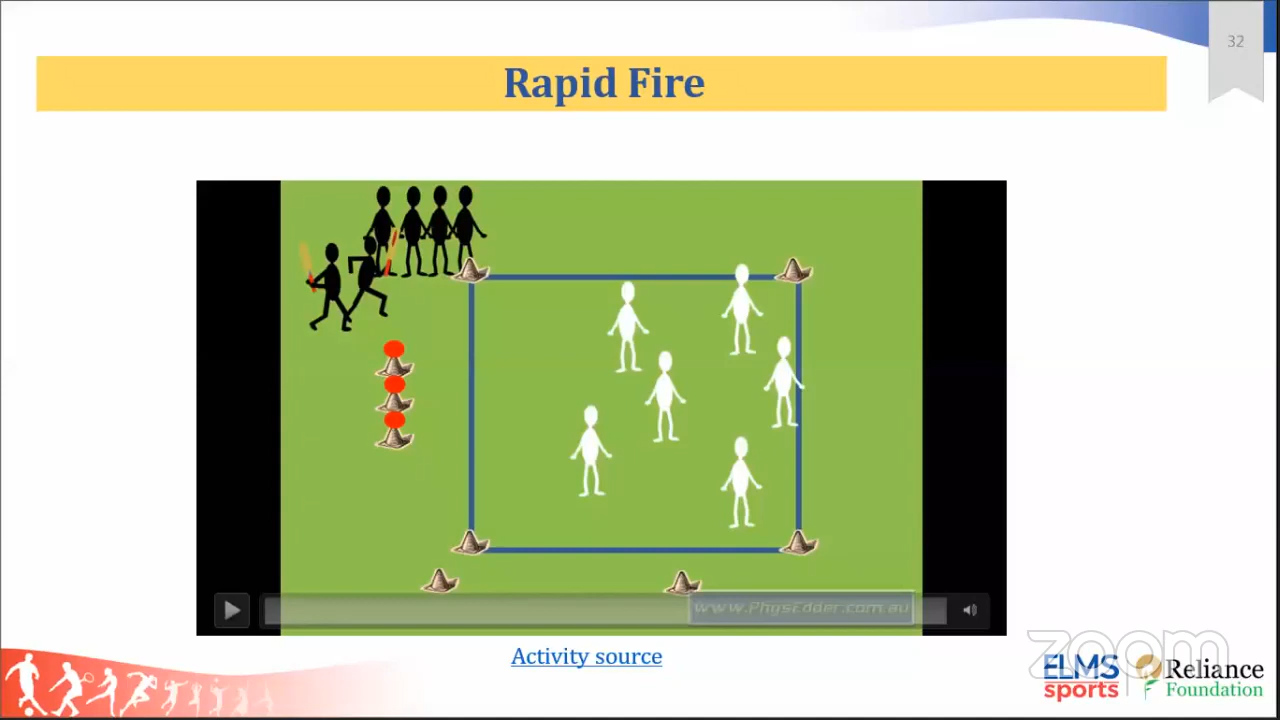 32
Rapid Fire
www.PhysEdder.com.au
Activity source
zoom
ELMS
sports
Reliance
Foundation